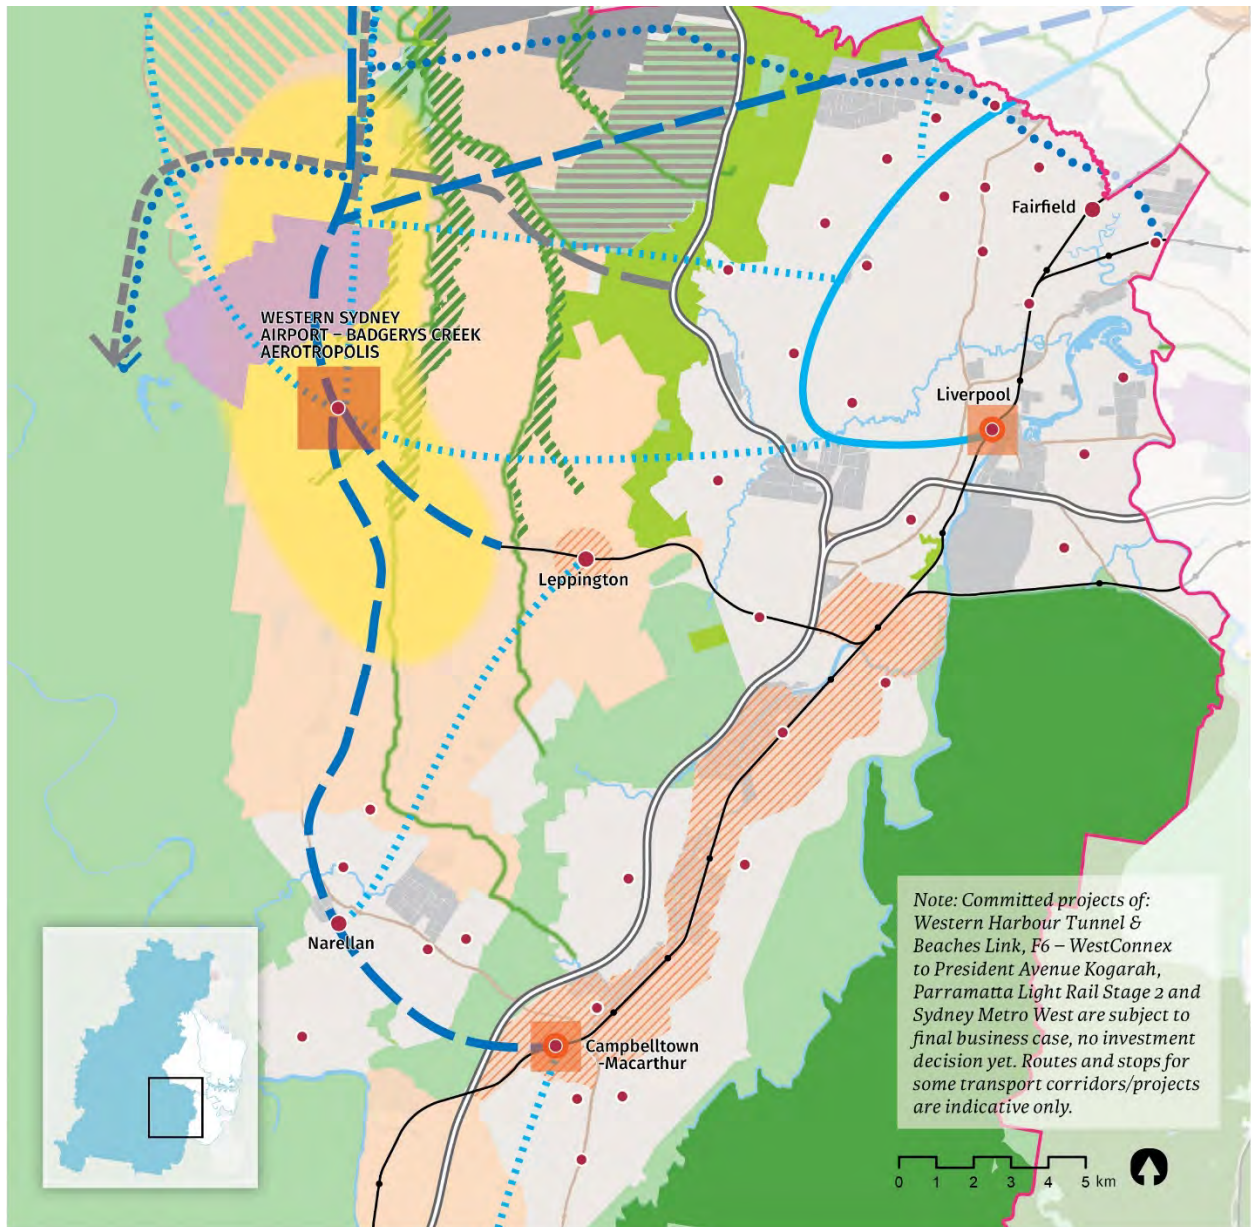 Fairfield
WESTERN SYDNEY
AIRPORT – BADGERYS CREEK
AEROTROPOLIS
Liverpool
Leppington
Narellan
Campbelltown
-Macarthur
Note: Committed projects of:
Western Harbour Tunnel &
Beaches Link, F6 – WestConnex
to President Avenue Kogarah,
Parramatta Light Rail Stage 2 and
Sydney Metro West are subject to
final business case, no investment
decision yet. Routes and stops for
some transport corridors/projects
are indicative only.
0 1 2 3 4 5 km